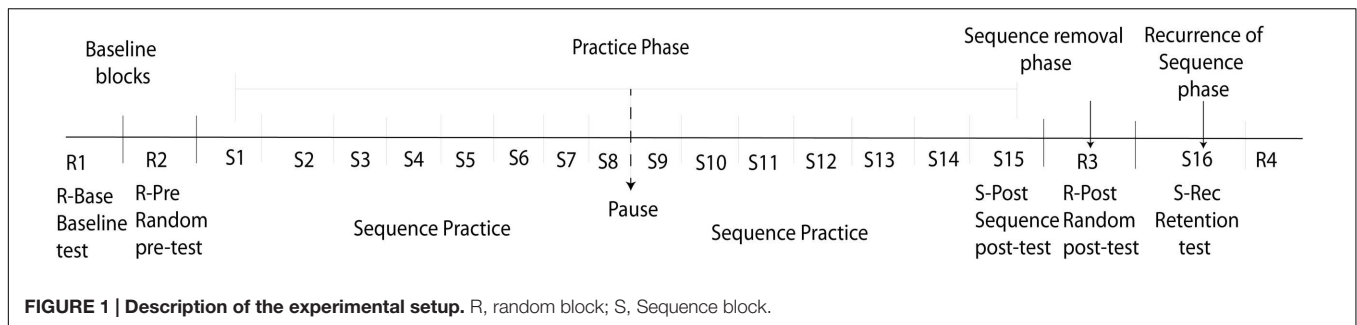 Baseline
blocks
Practice Phase
Sequence removal
phase
Recurrence of
Sequence
phase
R1 R2 S1 S2 S3 S4 S5 S6 S7 S8 S9 S10 S11 S12 S13 S14 S15 R3 S16 R4
R-Base
Baseline
test
R-Pre
Random
pre-test
Sequence Practice
Pause
Sequence Practice
S-Post
Sequence
post-test
R-Post
Random
post-test
S-Rec
Retention
test
FIGURE 1 | Description of the experimental setup. R, random block; S, Sequence block.